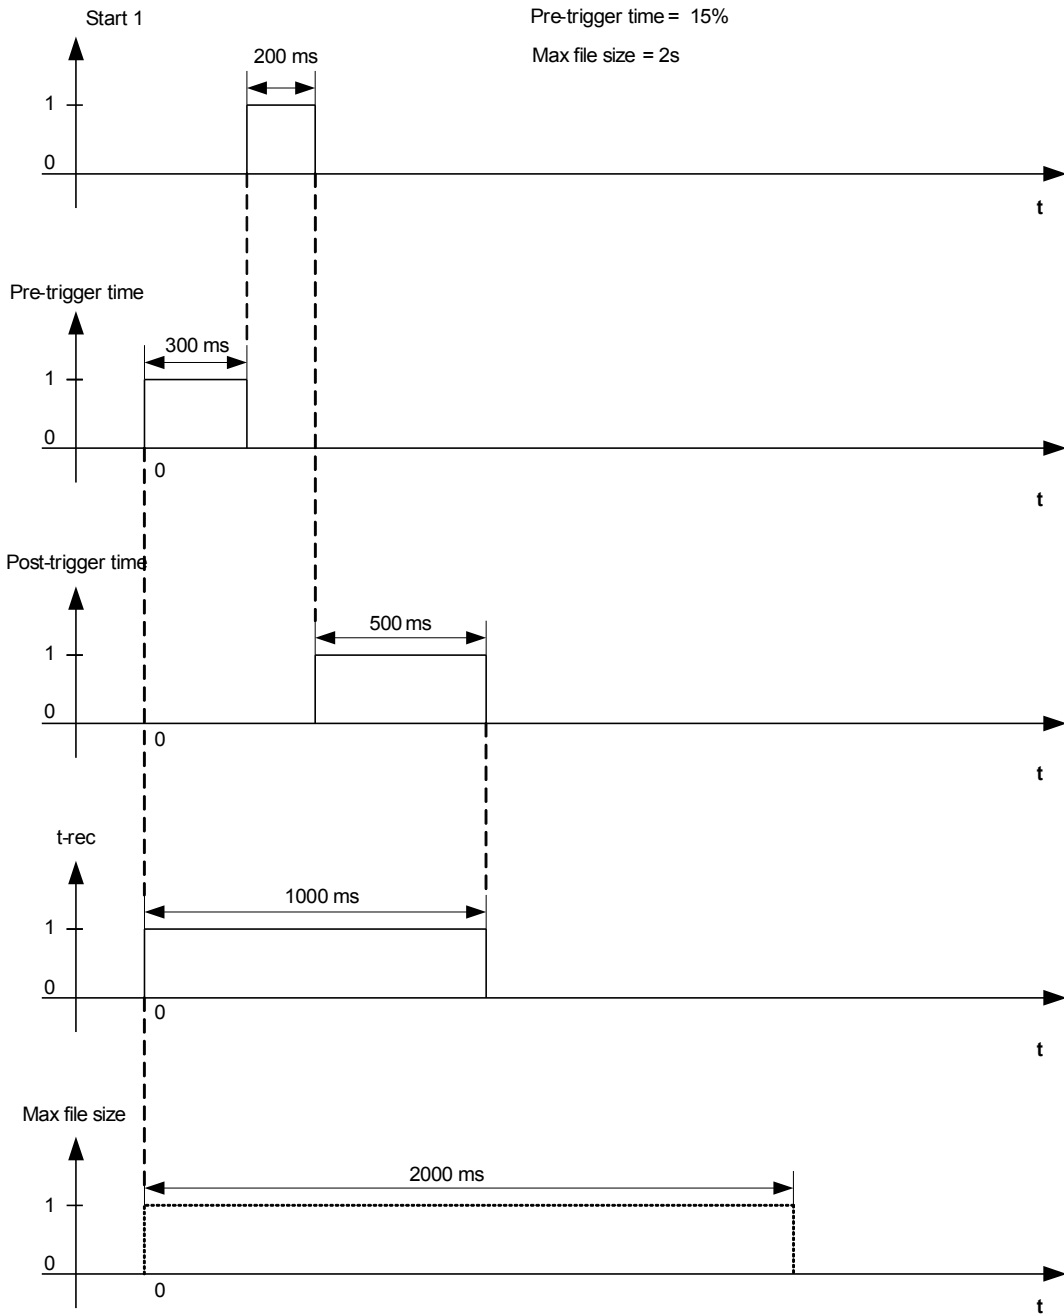 Start 1
Pre-trigger time = 15%
Max file size = 2s
200 ms
1
0
t
Pre-trigger time
300 ms
1
0
0
t
Post-trigger time
500 ms
1
0
0
t
t-rec
1000 ms
1
0
0
t
Max file size
2000 ms
1
0
0
t